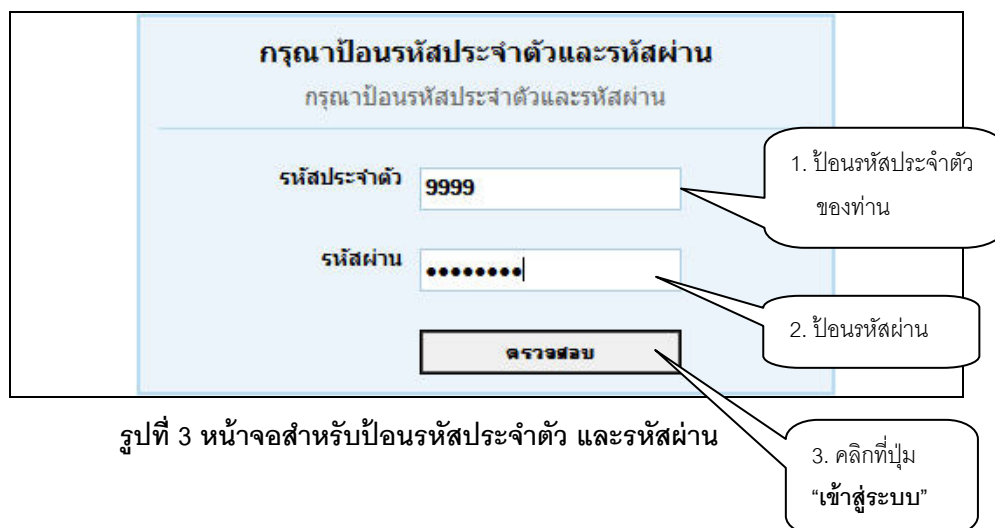 กรุณาป้อนรหัสประจำตัวและรหัสผ่าน
กรุณาป้อนรหัสประจำตัวและรหัสผ่าน
รหัสประจำตัว
9999
1. ป้อนรหัสประจำตัว
ของท่าน
รหัสผ่าน
••••••••
2. ป้อนรหัสผ่าน
ตรวจสอบ
รูปที่ 3 หน้าจอสำหรับป้อนรหัสประจำตัว และรหัสผ่าน
3. คลิกที่ปุ่ม
“เข้าสู่ระบบ”